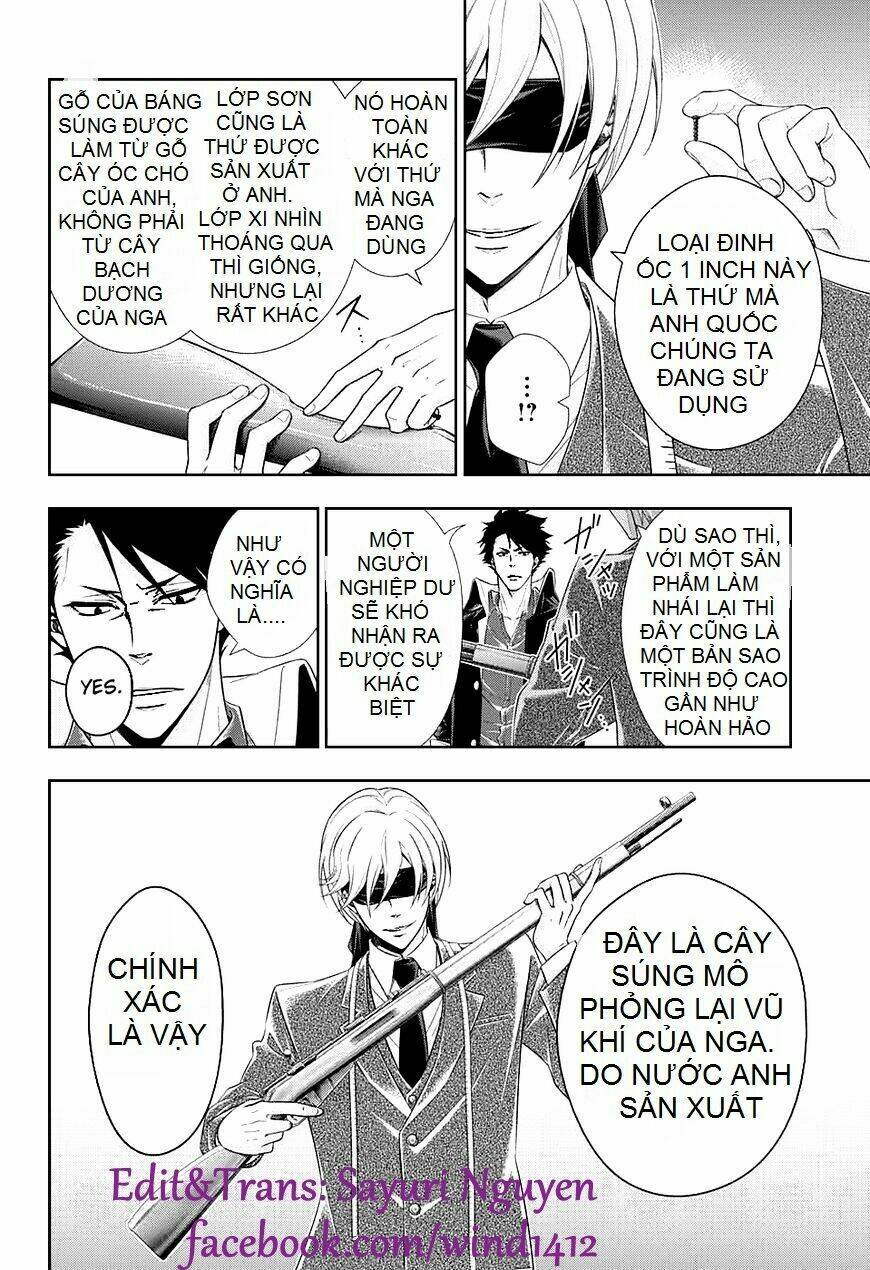 LOẠI ĐINH
ỐC 1 INCH NÀY
LÀ THỨ MÀ
ANH QUỐC
CHÚNG TA
ĐANG SỬ
DỤNG
...
!?
NÓ HOÀN
TOÀN
KHÁC
VỚI THỨ
MÀ NGA
ĐANG
DÙNG
LỚP SƠN
CŨNG LÀ
THỨ ĐƯỢC
SẢN XUẤT
Ở ANH.
LỚP XI NHÌN
THOÁNG QUA
THÌ GIỐNG,
NHƯNG LẠI
RẤT KHÁC
GỖ CỦA BÁNG
SÚNG ĐƯỢC
LÀM TỪ GỖ
CÂY ÓC CHÓ
CỦA ANH,
KHÔNG PHẢI
TỪ CÂY
BẠCH
DƯƠNG
CỦA NGA
DÙ SAO THÌ,
VỚI MỘT SẢN
PHẨM LÀM
NHÁI LẠI THÌ
ĐÂY CŨNG LÀ
MỘT BẢN SAO
TRÌNH ĐỘ CAO
GẦN NHƯ
HOÀN HẢO
MỘT
NGƯỜI
NGHIỆP DƯ
SẼ KHÓ
NHẬN RA
ĐƯỢC SỰ
KHÁC
BIỆT
NHƯ
VẬY CÓ
NGHĨA
LÀ....
YES.
ĐÂY LÀ CÂY
SÚNG MÔ
PHỎNG LẠI VŨ
KHÍ CỦA NGA.
DO NƯỚC ANH
SẢN XUẤT
CHÍNH
XÁC
LÀ VẬY
Edit&Trans: Sayuri Nguyen
facebook.com/wind1412